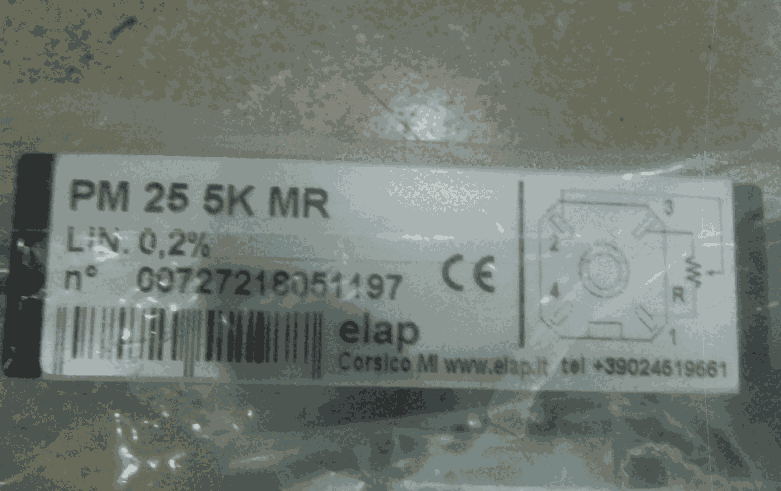 PM 25 5K MR
LIN. 0,2%
n° 00727218051197
CE
elap
Corsico MI www.elap.it tel +39024519661
3
2
4
R
1